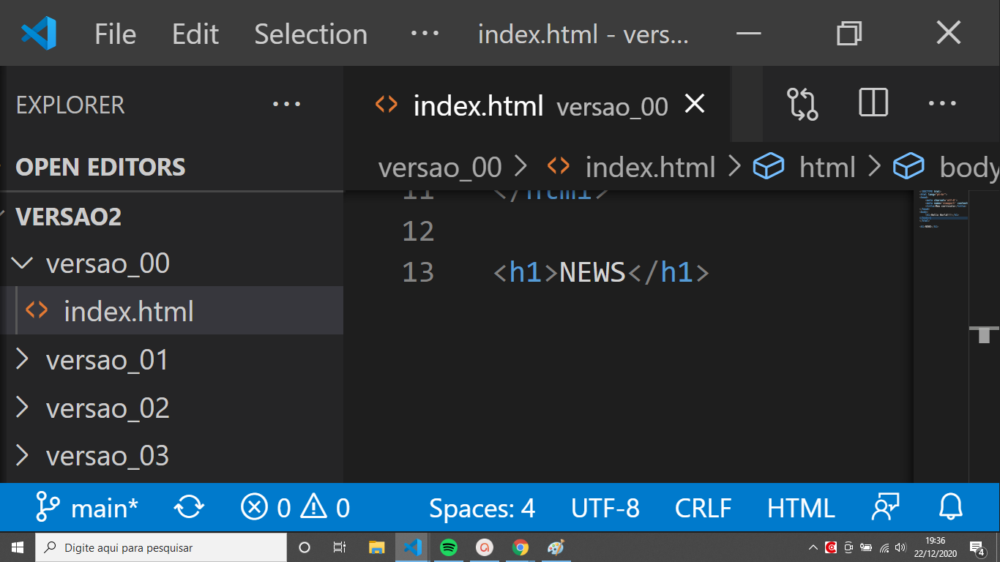 File Edit Selection ··· index.html - vers...
EXPLORER ···
index.html versao_00
OPEN EDITORS
versao_00 > index.html > html > body
VERSAO2
versao_00
index.html
versao_01
versao_02
versao_03
11 </html>
12
13 <h1>NEWS</h1>
main* 0 0 Spaces: 4 UTF-8 CRLF HTML
Digite aqui para pesquisar
19:36
22/12/2020
4